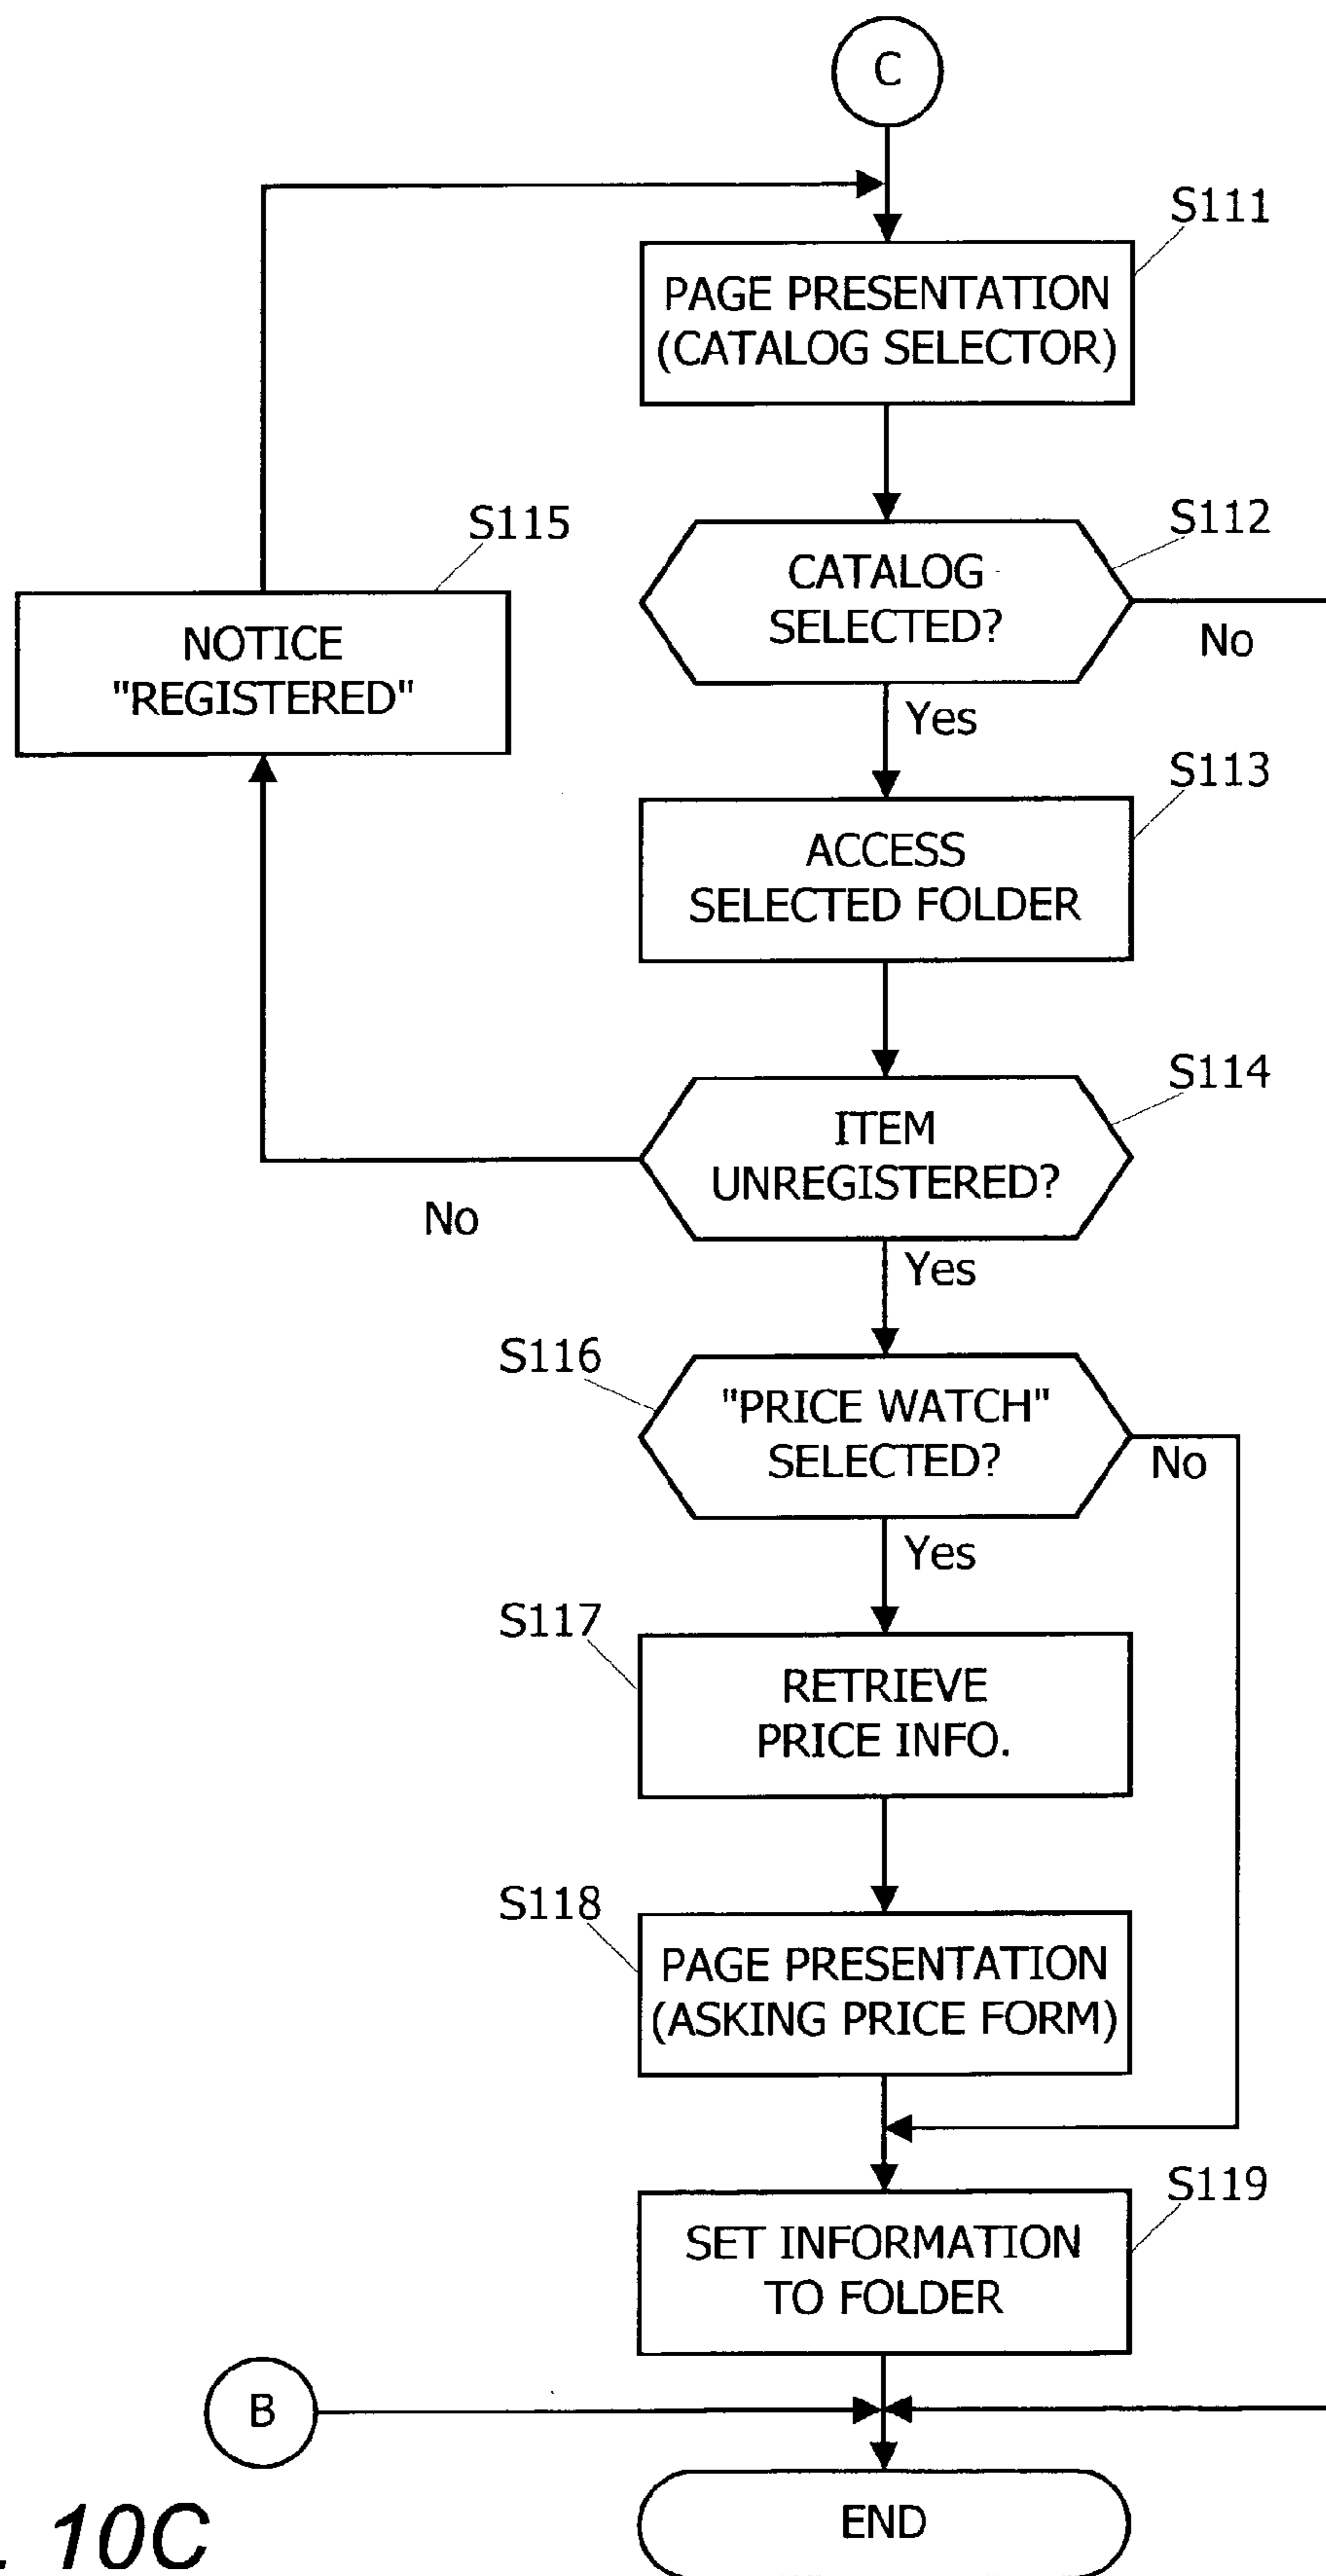 C
S111
PAGE PRESENTATION
(CATALOG SELECTOR)
S112
CATALOG
SELECTED?
No
Yes
S115
NOTICE
"REGISTERED"
S113
ACCESS
SELECTED FOLDER
S114
ITEM
UNREGISTERED?
No
Yes
S116
"PRICE WATCH"
SELECTED?
No
Yes
S117
RETRIEVE
PRICE INFO.
S118
PAGE PRESENTATION
(ASKING PRICE FORM)
S119
SET INFORMATION
TO FOLDER
B
END
. 10C